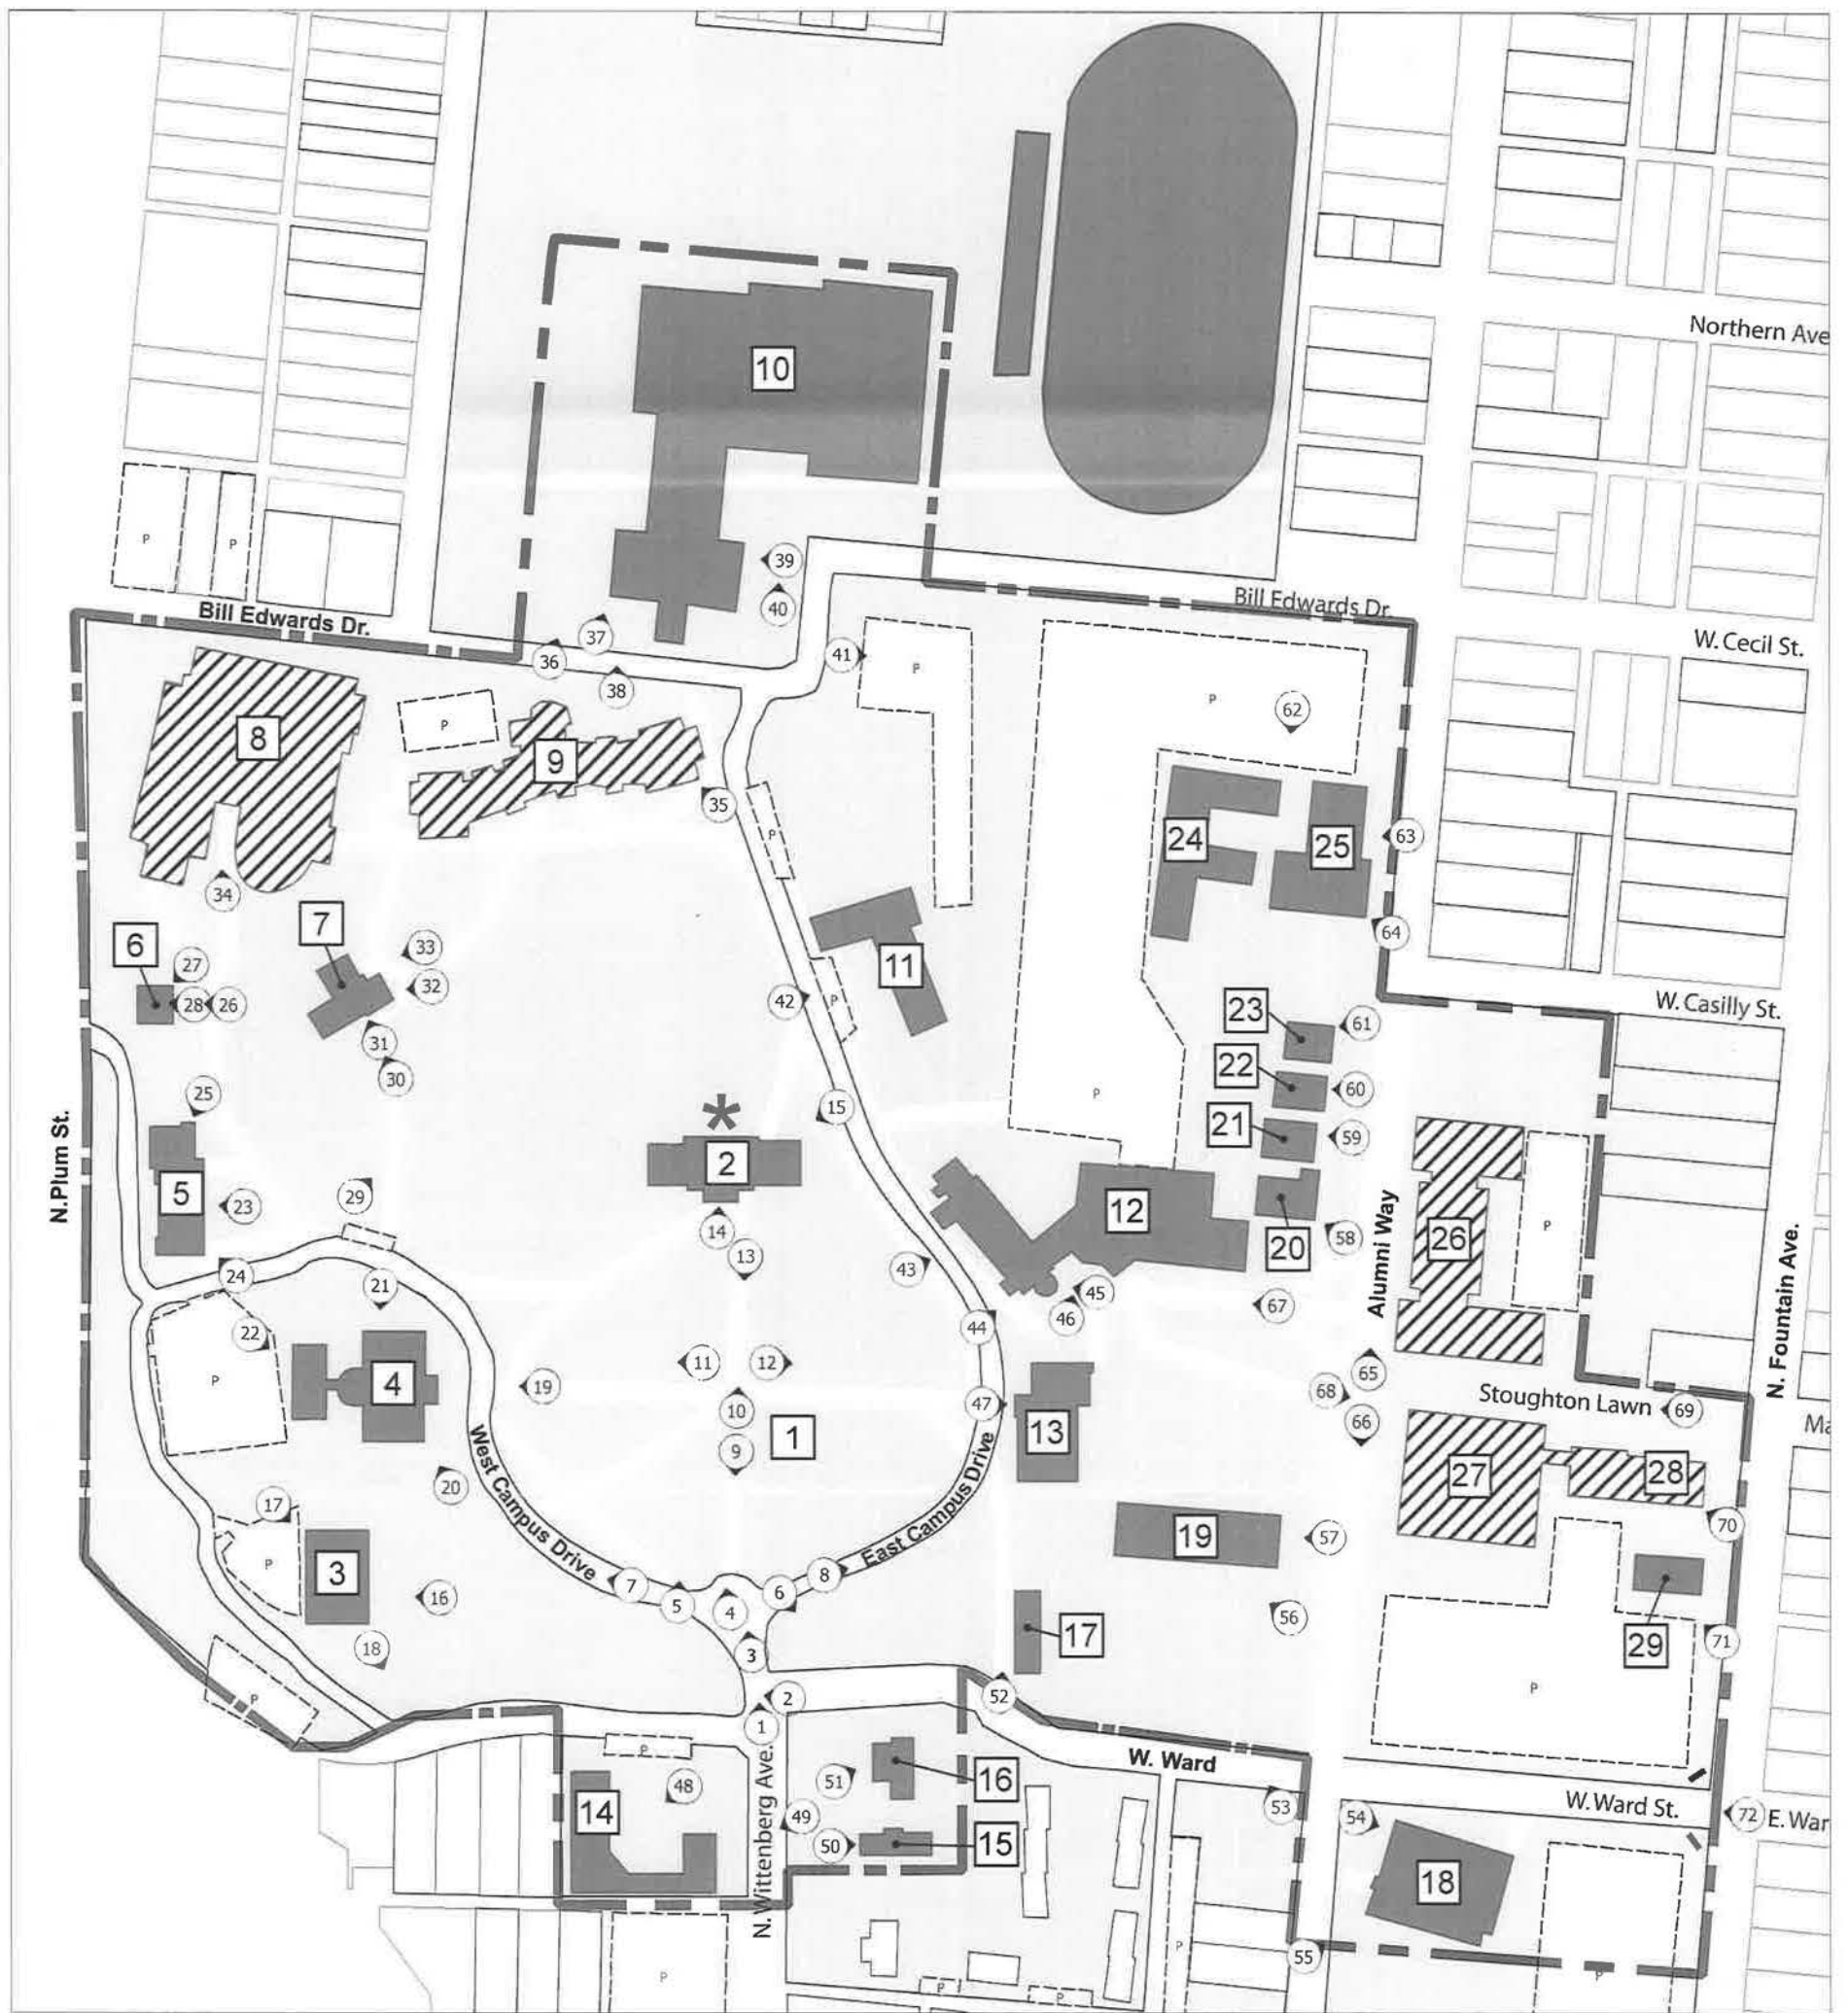 Northern Ave
10
39
40
Bill Edwards Dr.
Bill Edwards Dr.
P
P
37
36
38
41
P
W. Cecil St.
P
62
8
P
9
35
P
24
25
63
34
6
7
33
27
32
28
26
31
30
42
P
11
64
W. Casilly St.
23
61
22
60
21
59
25
15
P
*
2
5
23
29
14
13
N.Plum St.
24
21
43
12
20
58
Alumni Way
26
P
N. Fountain Ave.
45
46
67
44
22
P
4
19
11
12
10
9
1
47
13
65
68
66
Stoughton Lawn
69
Ma
27
28
20
West Campus Drive
East Campus Drive
17
P
3
16
18
7
5
4
6
8
3
19
57
70
56
17
29
71
P
P
2
1
52
W. Ward
P
14
48
N. Wittenberg Ave.
51
16
49
50
15
53
54
W.Ward St.
72
E. War
18
55
P
P
P
P
P